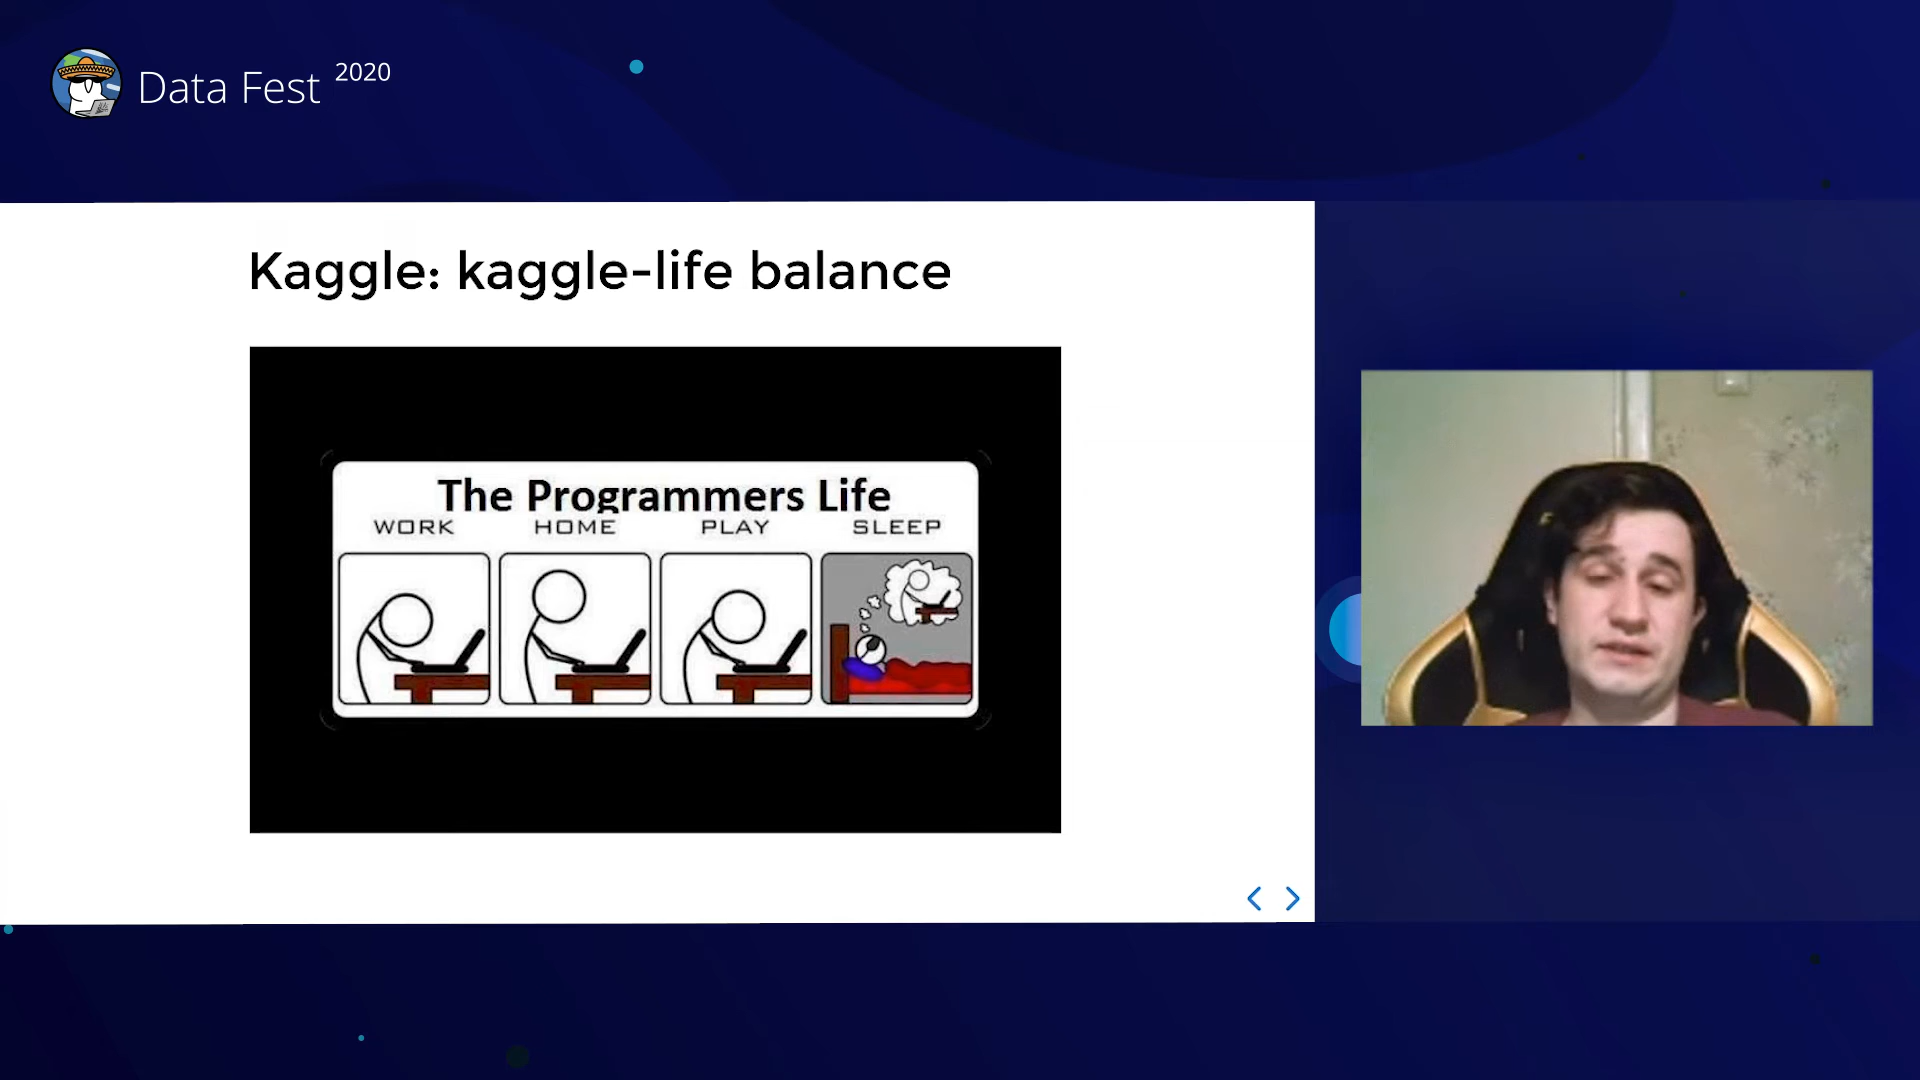 Data Fest 2020
Kaggle: kaggle-life balance
The Programmers Life
WORK HOME PLAY SLEEP